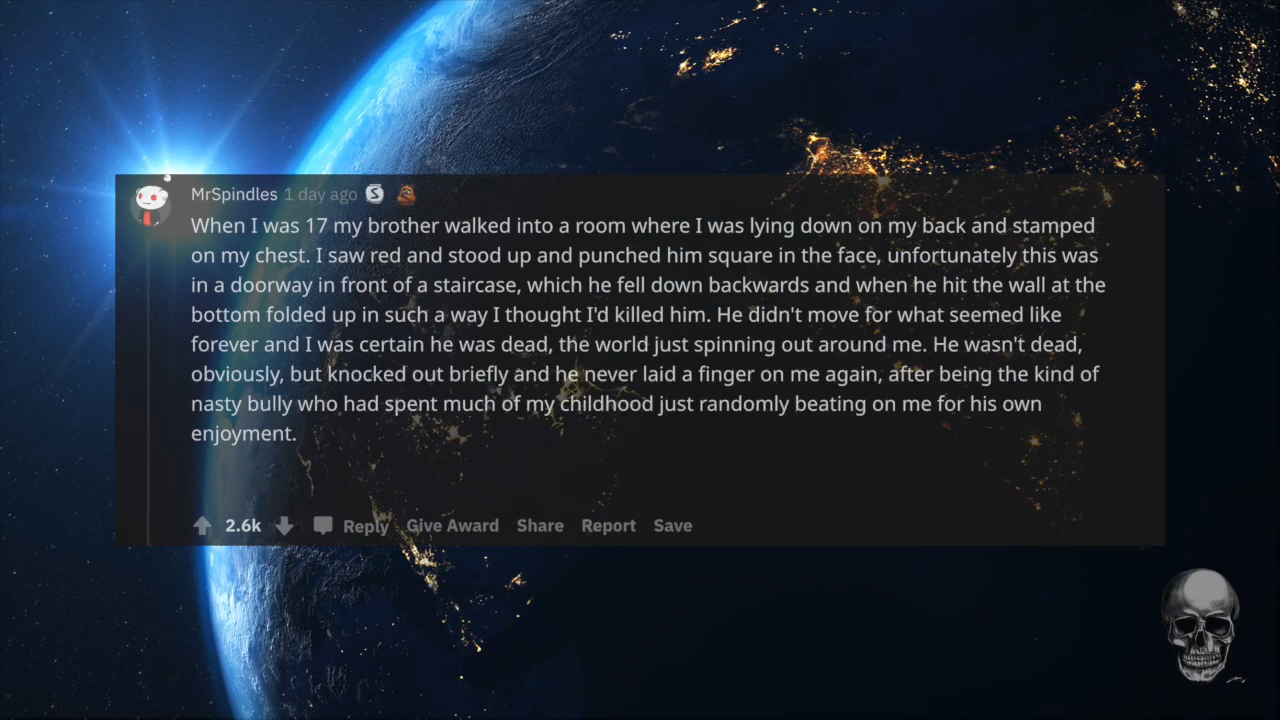 MrSpindles 1 day ago
When I was 17 my brother walked into a room where I was lying down on my back and stamped
on my chest. I saw red and stood up and punched him square in the face, unfortunately this was
in a doorway in front of a staircase, which he fell down backwards and when he hit the wall at the
bottom folded up in such a way I thought I'd killed him. He didn't move for what seemed like
forever and I was certain he was dead, the world just spinning out around me. He wasn't dead,
obviously, but knocked out briefly and he never laid a finger on me again, after being the kind of
nasty bully who had spent much of my childhood just randomly beating on me for his own
enjoyment.
2.6k Reply Give Award Share Report Save